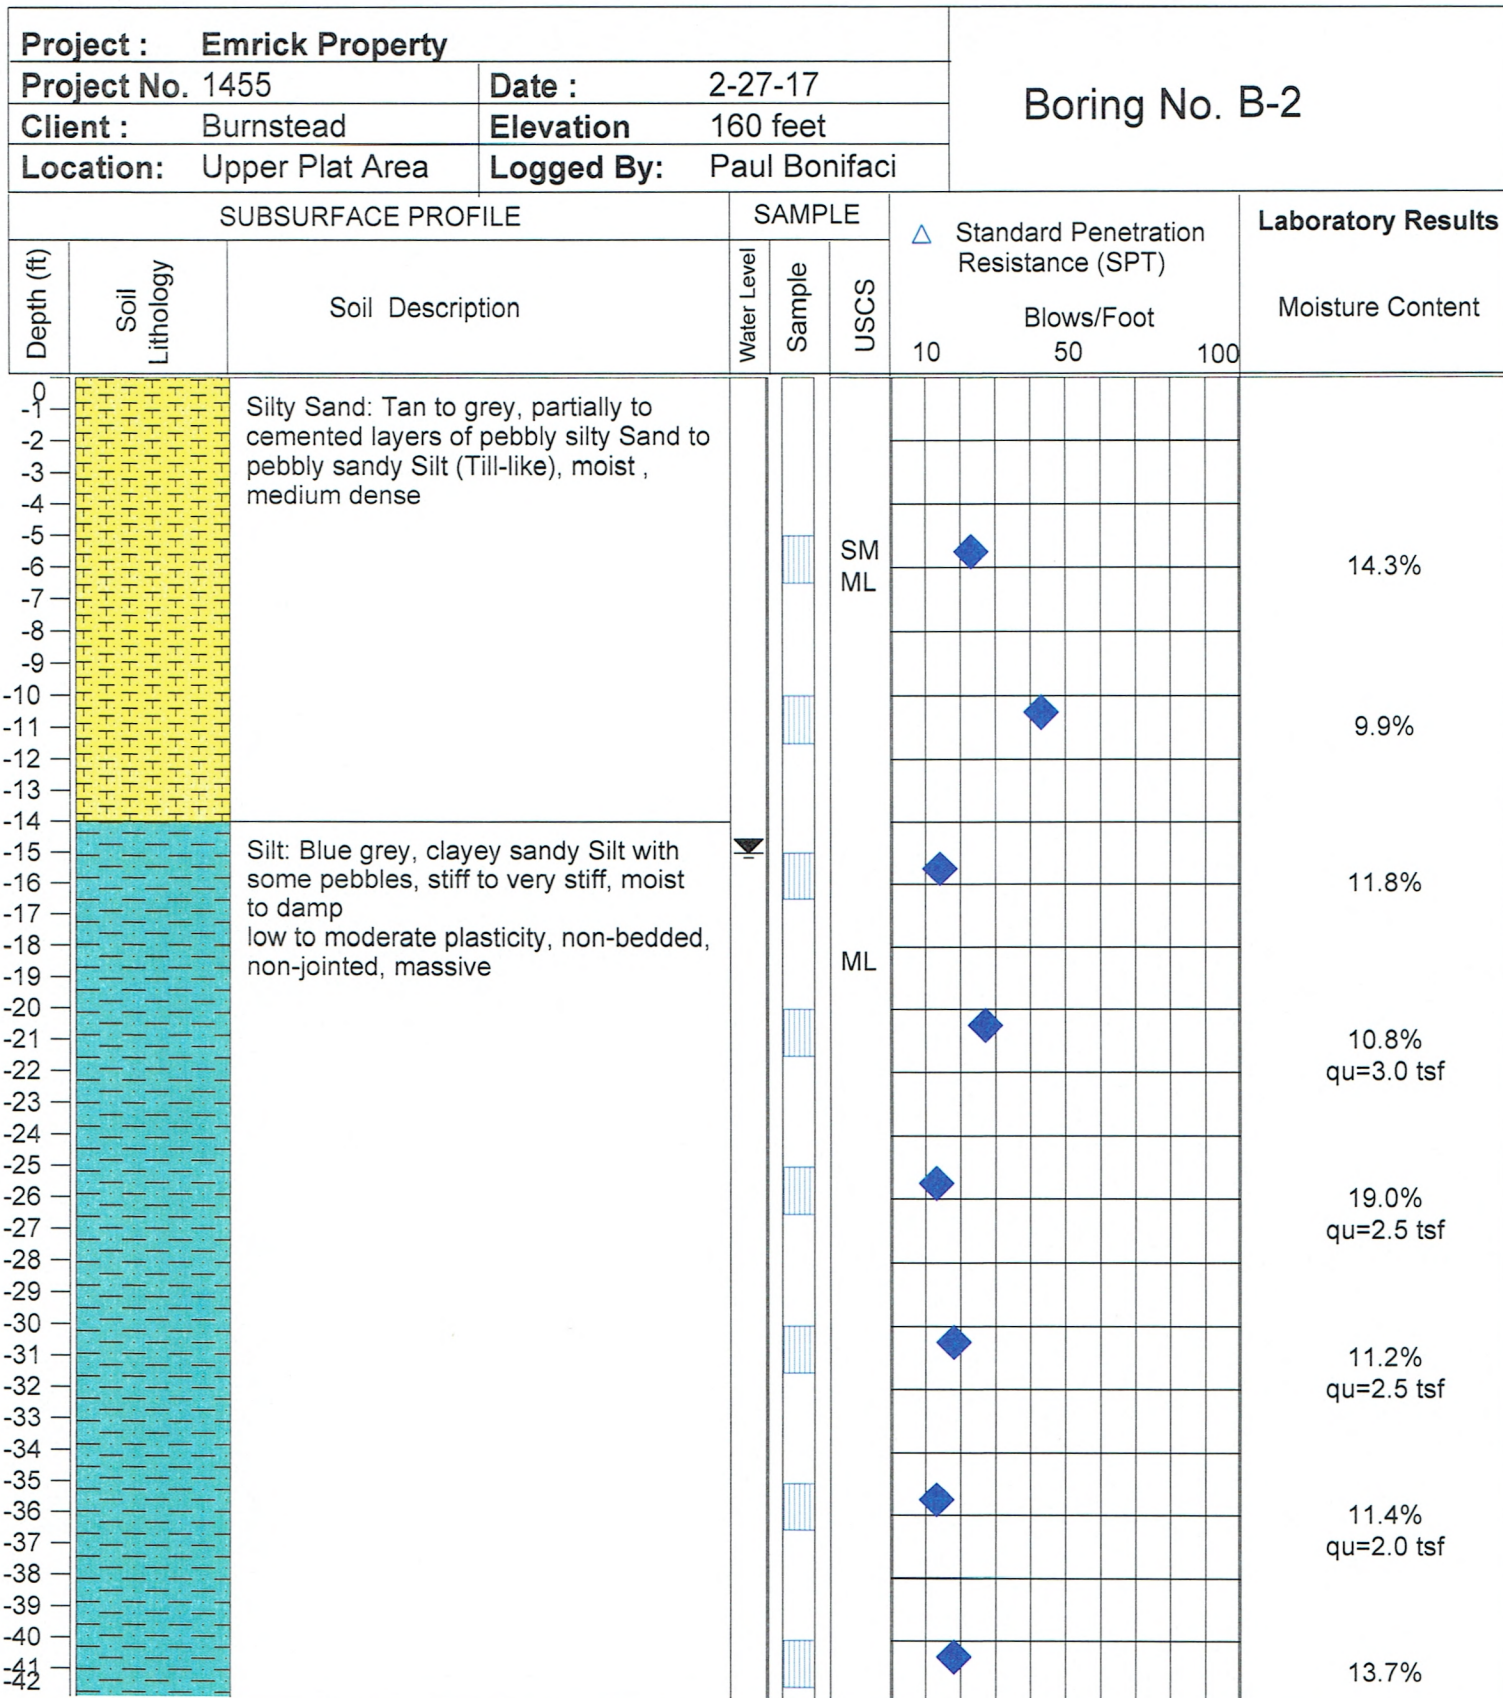 Project : Emrick Property
Project No. 1455 Date : 2-27-17
Client : Burnstead Elevation 160 feet
Location: Upper Plat Area Logged By: Paul Bonifaci
Boring No. B-2
SUBSURFACE PROFILE
SAMPLE
Depth (ft)
Soil
Lithology
Soil Description
Water Level
Sample
USCS
Standard Penetration
Resistance (SPT)
Blows/Foot
10 50 100
Laboratory Results
Moisture Content
0
-1
-2
-3
-4
-5
-6
-7
-8
-9
-10
-11
-12
-13
-14
-15
-16
-17
-18
-19
-20
-21
-22
-23
-24
-25
-26
-27
-28
-29
-30
-31
-32
-33
-34
-35
-36
-37
-38
-39
-40
-41
-42
Silty Sand: Tan to grey, partially to
cemented layers of pebbly silty Sand to
pebbly sandy Silt (Till-like), moist ,
medium dense
Silt: Blue grey, clayey sandy Silt with
some pebbles, stiff to very stiff, moist
to damp
low to moderate plasticity, non-bedded,
non-jointed, massive
SM
ML
ML
14.3%
9.9%
11.8%
10.8%
qu=3.0 tsf
19.0%
qu=2.5 tsf
11.2%
qu=2.5 tsf
11.4%
qu=2.0 tsf
13.7%